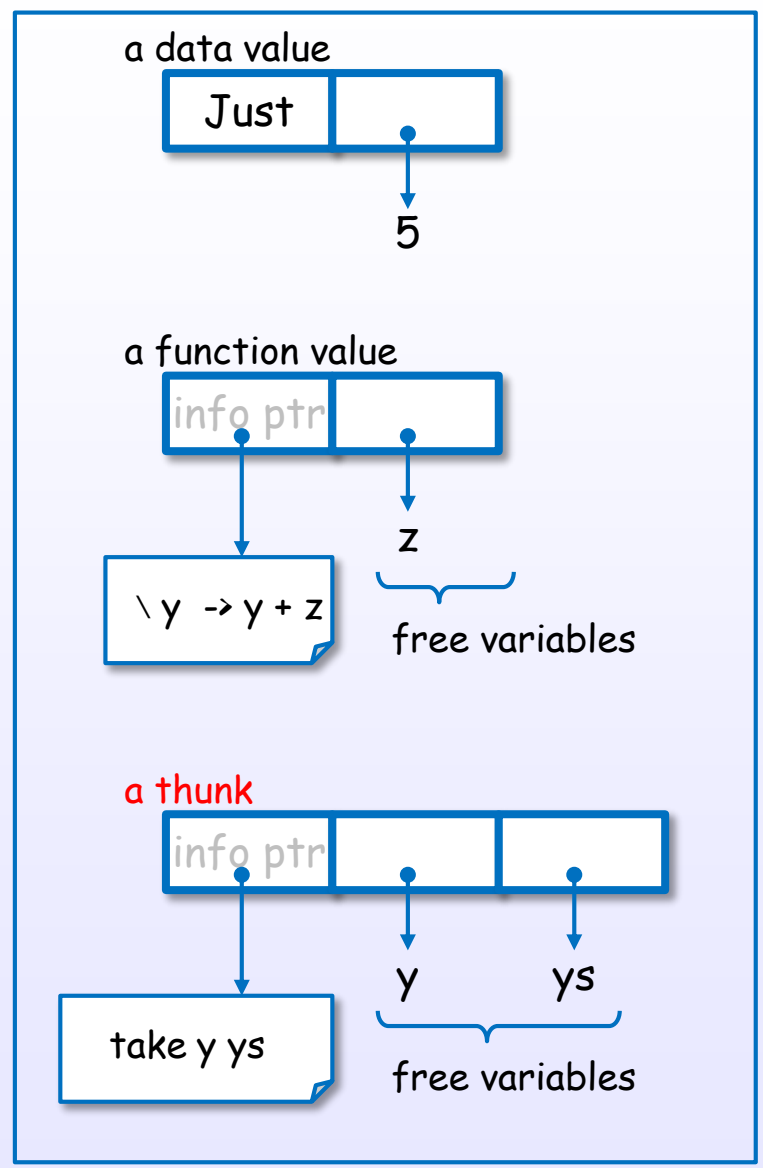 a data value
Just
5
a function value
info ptr
z
\ y -> y + z
free variables
a thunk
info ptr
y ys
take y ys
free variables